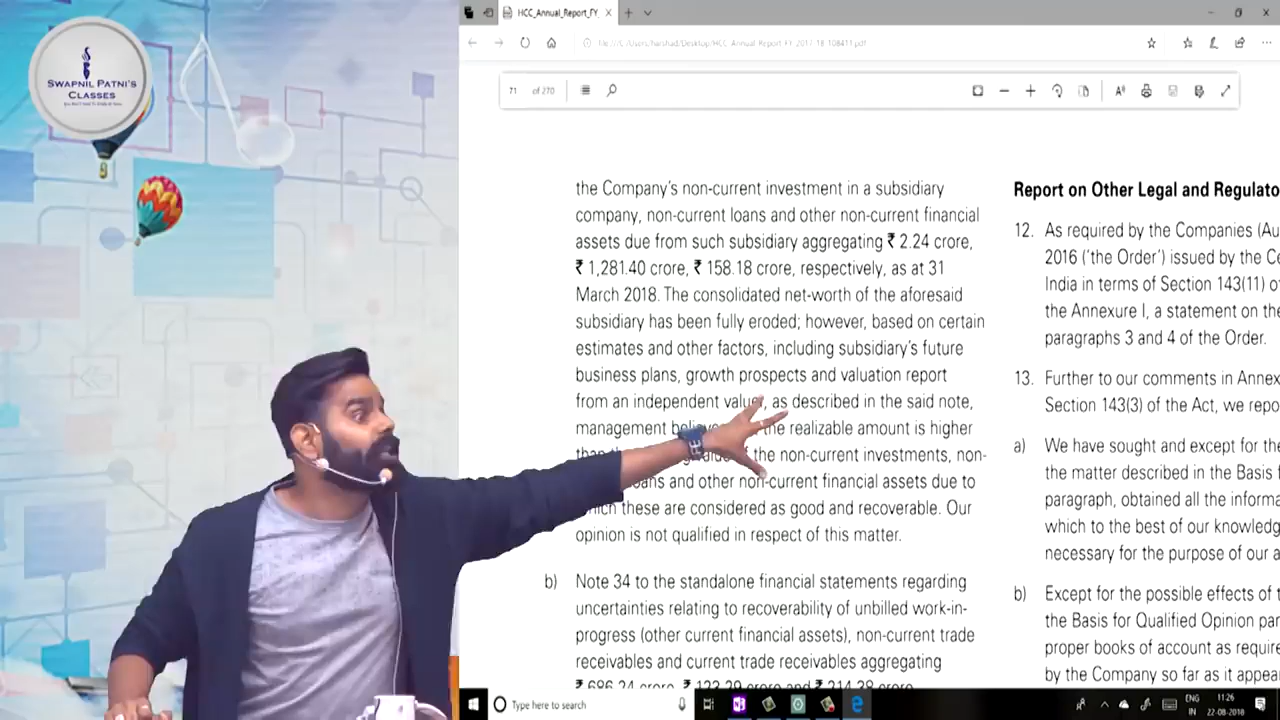 SWAPNIL PATNI'S
CLASSES
HCC_Annual_Report_FY_
file:///C:/Users/harshad/Desktop/HCC_Annual_Report_FY_2017-18_108411.pdf
71 of 270
the Company's non-current investment in a subsidiary
company, non-current loans and other non-current financial
assets due from such subsidiary aggregating ₹ 2.24 crore,
₹ 1,281.40 crore, ₹ 158.18 crore, respectively, as at 31
March 2018. The consolidated net-worth of the aforesaid
subsidiary has been fully eroded; however, based on certain
estimates and other factors, including subsidiary's future
business plans, growth prospects and valuation report
from an independent valuer, as described in the said note,
management the realizable amount is higher
the non-current investments, non-
and other non-current financial assets due to
which these are considered as good and recoverable. Our
opinion is not qualified in respect of this matter.
b) Note 34 to the standalone financial statements regarding
uncertainties relating to recoverability of unbilled work-in-
progress (other current financial assets), non-current trade
receivables and current trade receivables aggregating
Report on Other Legal and Regulato
12. As required by the Companies (Au
2016 ('the Order') issued by the Ce
India in terms of Section 143(11) o
the Annexure I, a statement on the
paragraphs 3 and 4 of the Order.
13. Further to our comments in Annex
Section 143(3) of the Act, we repo
a) We have sought and except for the
the matter described in the Basis f
paragraph, obtained all the informa
which to the best of our knowledg
necessary for the purpose of our a
b) Except for the possible effects of t
the Basis for Qualified Opinion par
proper books of account as require
by the Company so far as it appear
Type here to search
ENG
IN
11:26
22-08-2018